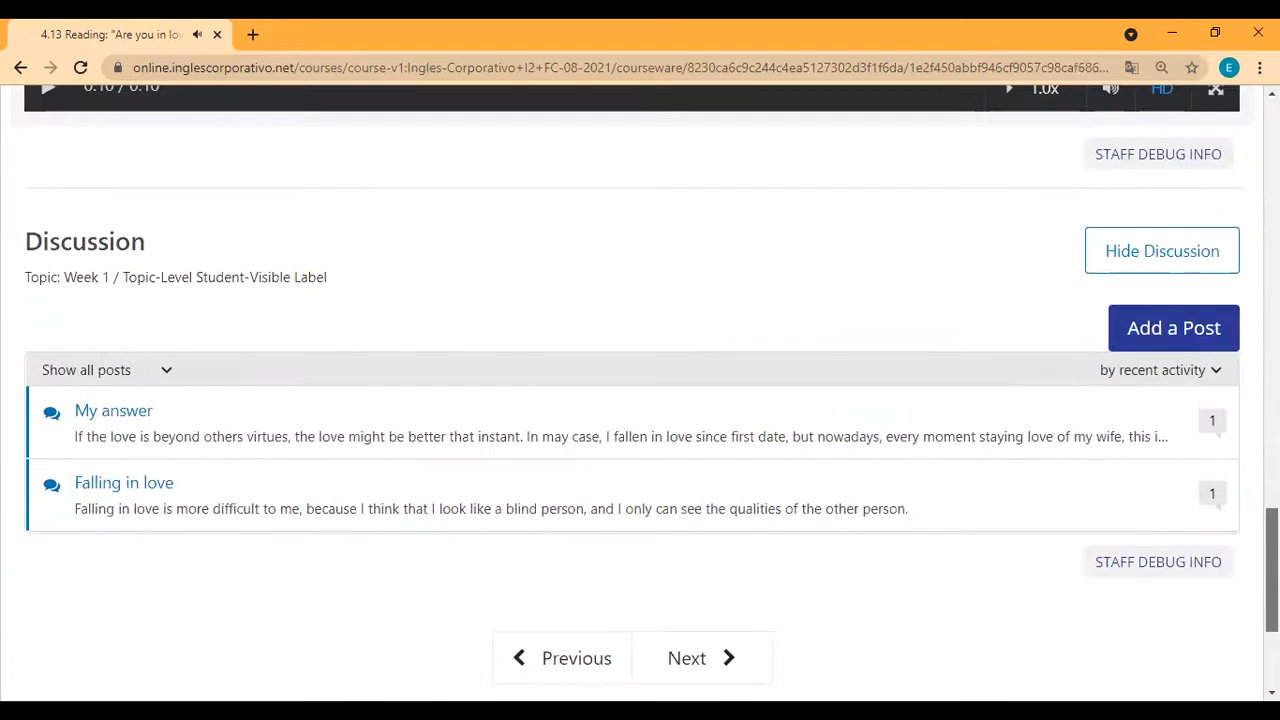 4.13 Reading: "Are you in lo
online.inglescorporativo.net/courses/course-v1:Ingles-Corporativo+I2+FC-08-2021/courseware/8230ca6c9c244c4ea5127302d3f1f6da/1e2f450abbf946cf9057c98caf686...
E
0:10 / 0:10
1.0x
HD
STAFF DEBUG INFO
Discussion
Hide Discussion
Topic: Week 1 / Topic-Level Student-Visible Label
Add a Post
Show all posts
by recent activity
My answer
1
If the love is beyond others virtues, the love might be better that instant. In may case, I fallen in love since first date, but nowadays, every moment staying love of my wife, this i...
Falling in love
1
Falling in love is more difficult to me, because I think that I look like a blind person, and I only can see the qualities of the other person.
STAFF DEBUG INFO
Previous
Next